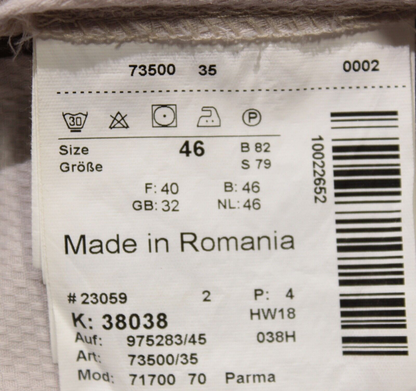 73500 35 0002
30 P
Size 46 B 82
Größe S 79
F: 40 B: 46
GB: 32 NL: 46
10022652
Made in Romania
# 23059 2 P: 4
K: 38038 HW18
Auf: 975283/45 038H
Art: 73500/35
Mod: 71700 70 Parma